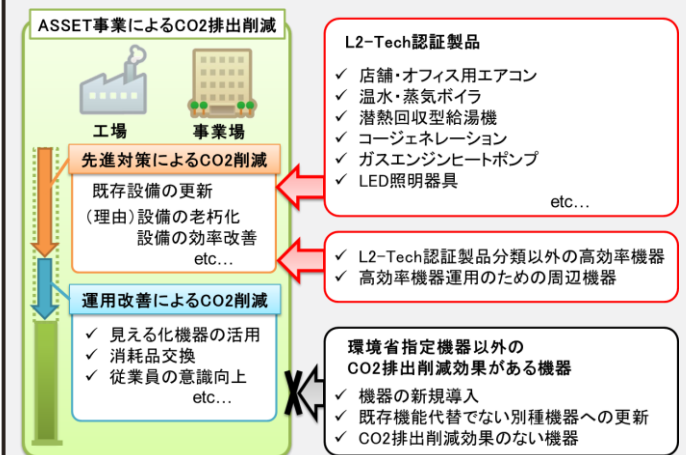 ASSET事業によるCO2排出削減
工場
事業場
先進対策によるCO2削減
既存設備の更新
(理由)設備の老朽化
設備の効率改善
etc…
運用改善によるCO2削減
✓ 見える化機器の活用
✓ 消耗品交換
✓ 従業員の意識向上
etc…
L2-Tech認証製品
✓ 店舗・オフィス用エアコン
✓ 温水・蒸気ボイラ
✓ 潜熱回収型給湯機
✓ コージェネレーション
✓ ガスエンジンヒートポンプ
✓ LED照明器具
etc…
✓ L2-Tech認証製品分類以外の高効率機器
✓ 高効率機器運用のための周辺機器
環境省指定機器以外の
CO2排出削減効果がある機器
✓ 機器の新規導入
✓ 既存機能代替でない別種機器への更新
✓ CO2排出削減効果のない機器